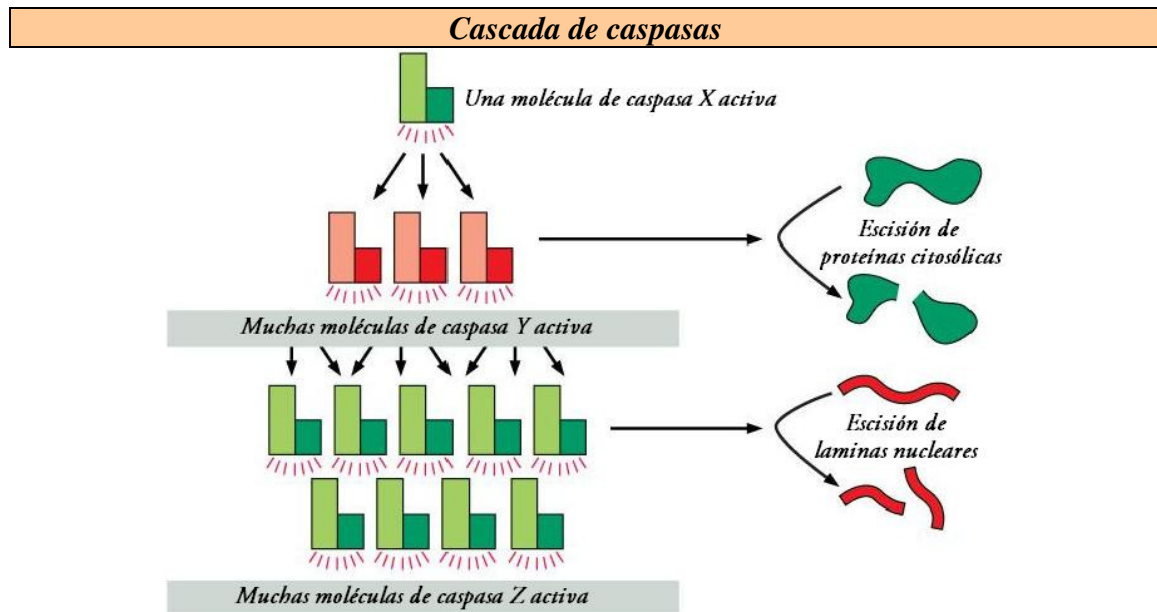 Cascada de caspasas
Una molécula de caspasa X activa
Escisión de
proteínas citosólicas
Muchas moléculas de caspasa Y activa
Escisión de
laminas nucleares
Muchas moléculas de caspasa Z activa